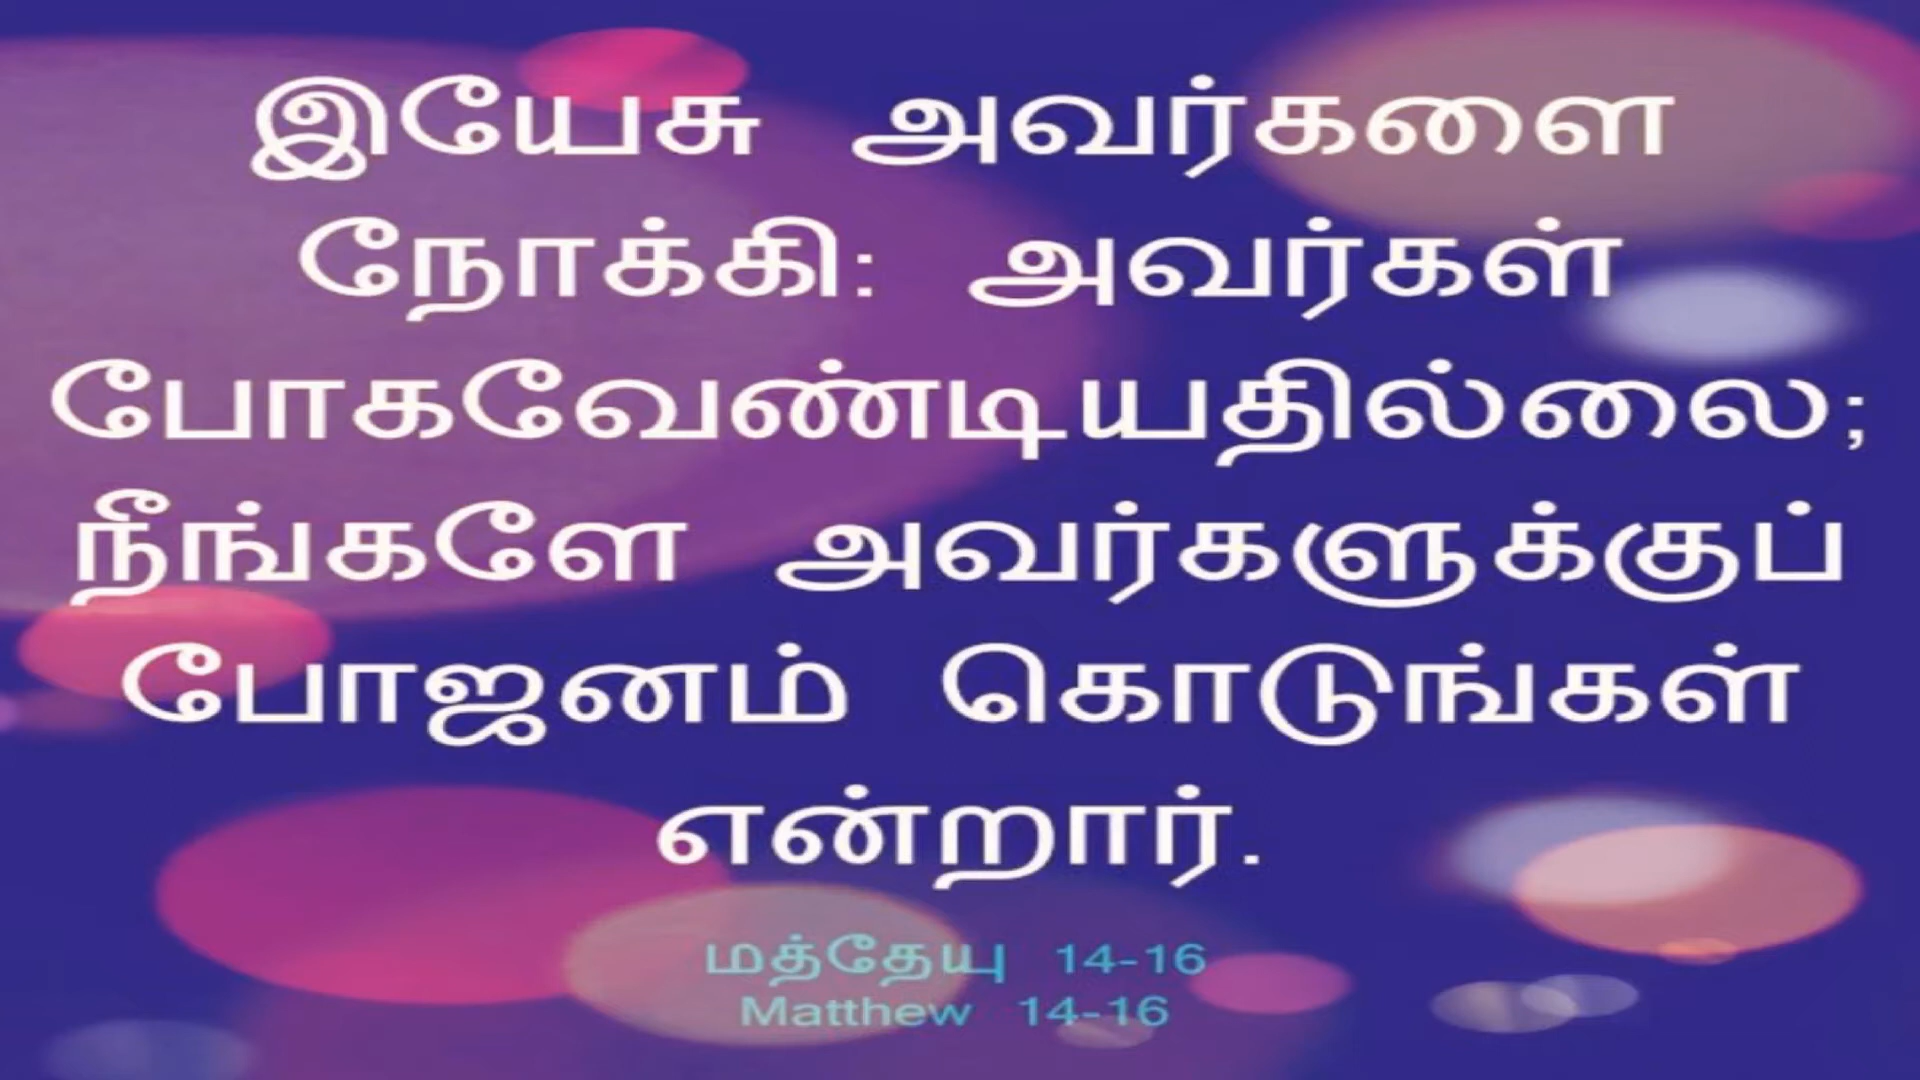 இயேசு அவர்களை
நோக்கி: அவர்கள்
போகவேண்டியதில்லை;
நீங்களே அவர்களுக்குப்
போஜனம் கொடுங்கள்
என்றார்.
மத்தேயு 14-16
Matthew 14-16